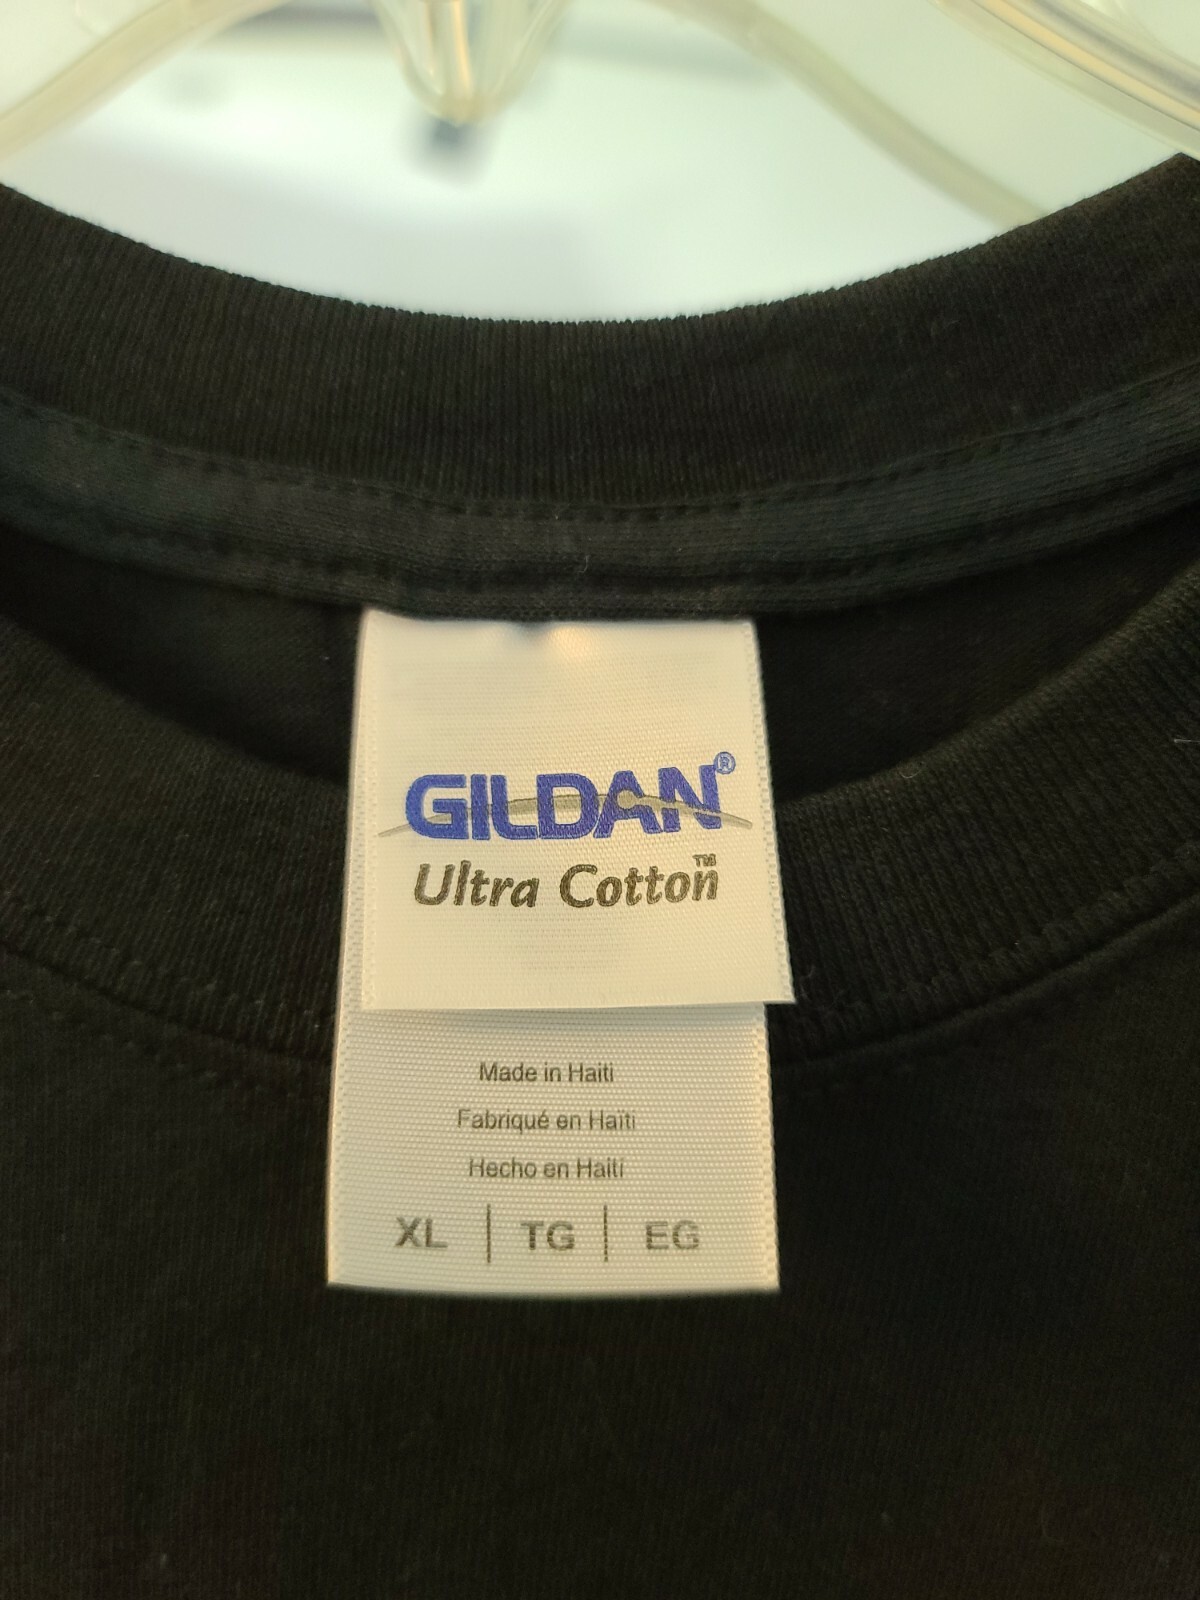 GILDAN®
Ultra Cotton™
Made in Haiti
Fabriqué en Haïti
Hecho en Haití
XL | TG | EG